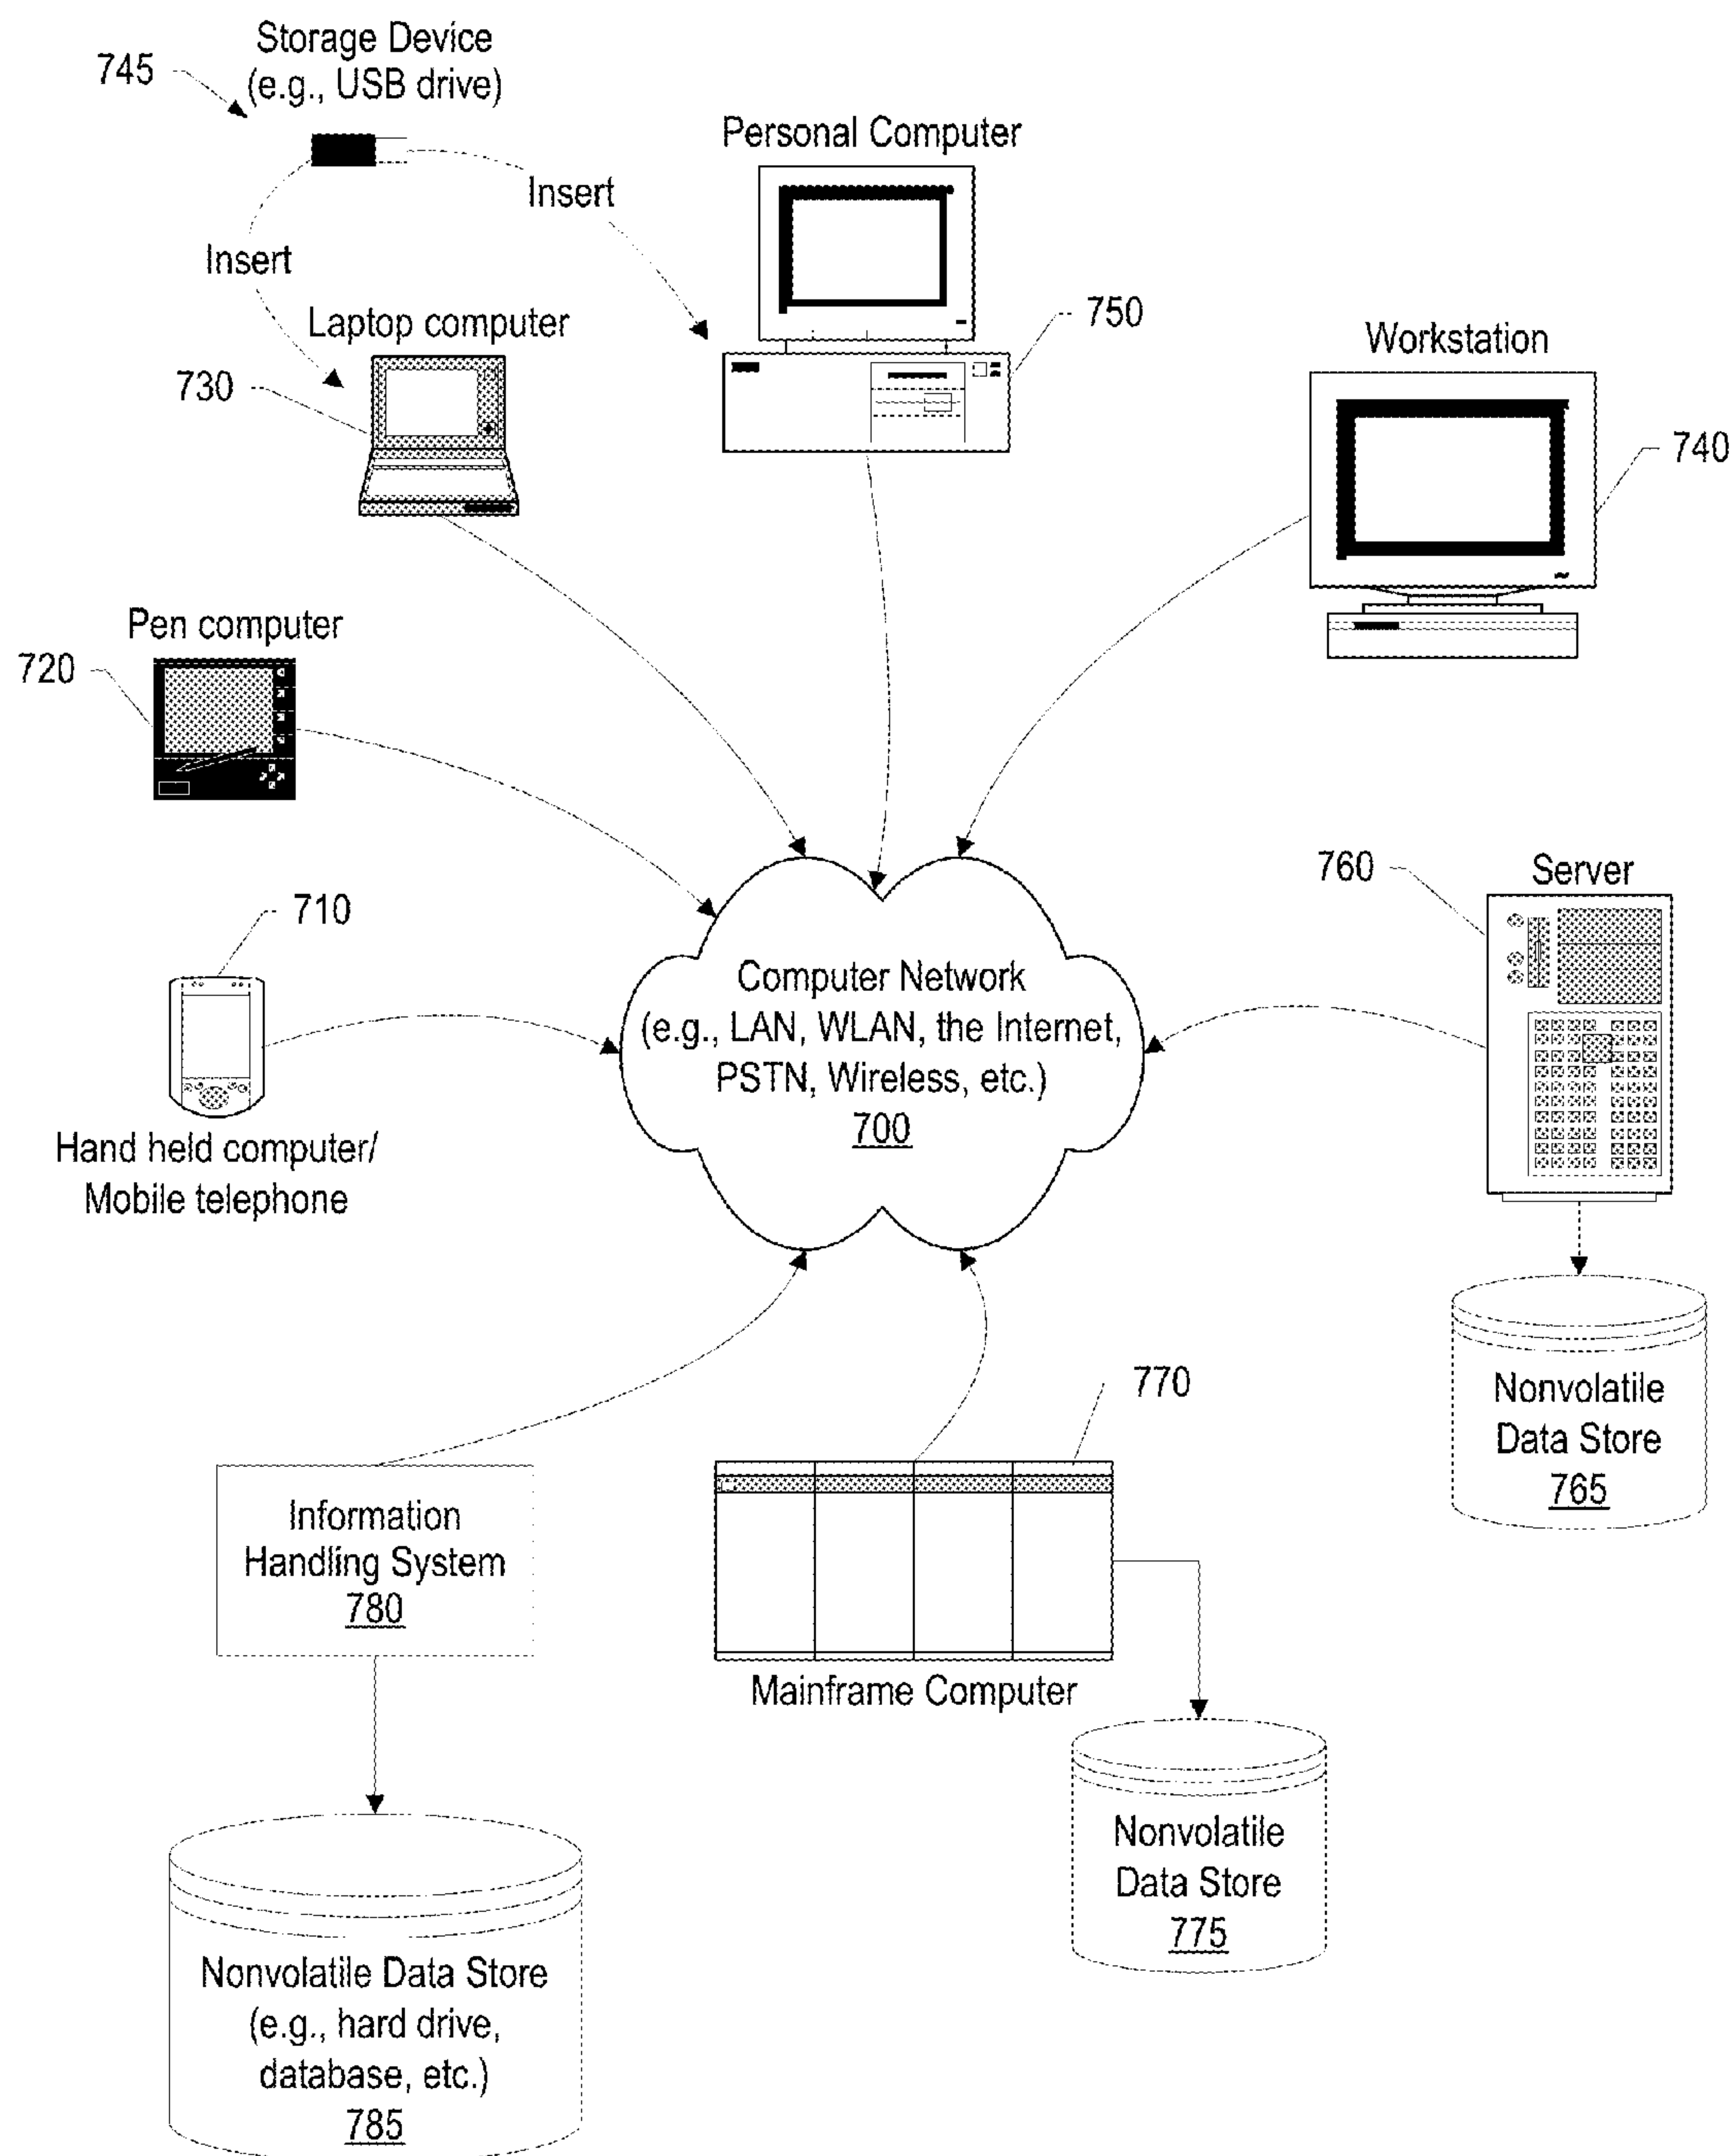 745
Storage Device
(e.g., USB drive)
Personal Computer
Insert
Insert
750
Laptop computer
730
Workstation
740
Pen computer
720
760
Server
710
Computer Network
(e.g., LAN, WLAN, the Internet,
PSTN, Wireless, etc.)
700
Hand held computer/
Mobile telephone
770
Nonvolatile
Data Store
765
Information
Handling System
780
Mainframe Computer
Nonvolatile
Data Store
775
Nonvolatile Data Store
(e.g., hard drive,
database, etc.)
785